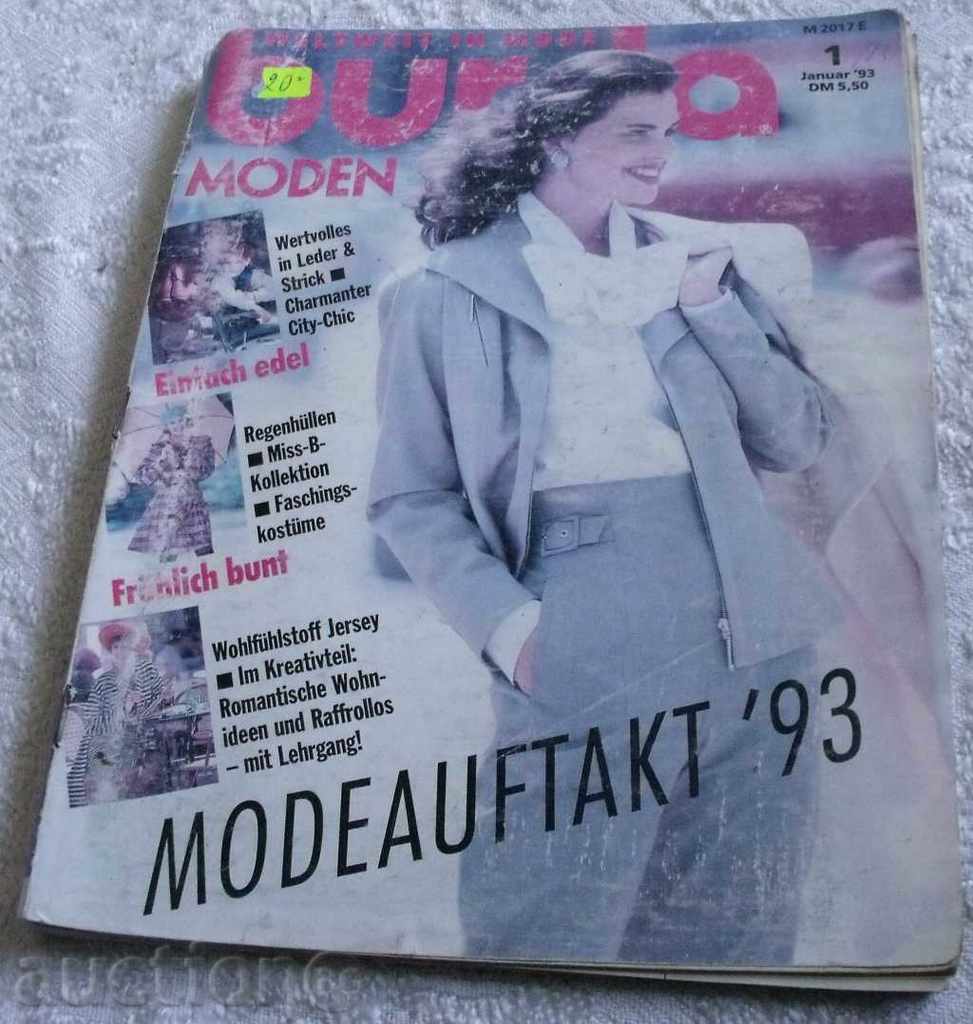 WELTWEIT IN MODE
burda
MODEN
20
M 2017 E
1
Januar '93
DM 5,50
Wertvolles
in Leder &
Strick ■
Charmanter
City-Chic
Einfach edel
Regenhüllen
■ Miss-B-
Kollektion
■ Faschings-
kostüme
Fröhlich bunt
Wohlfühlstoff Jersey
■ Im Kreativteil:
Romantische Wohn-
ideen und Raffrollos
– mit Lehrgang!
MODEAUFTAKT '93
auction